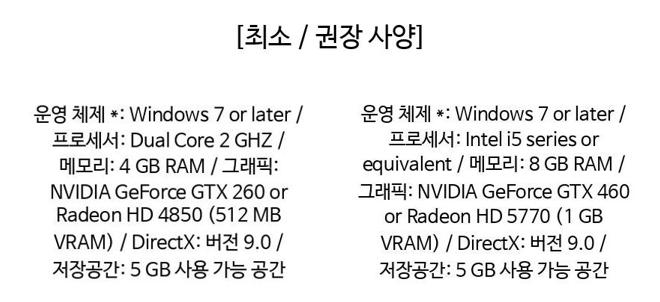 [최소 / 권장 사양]
운영 체제 *: Windows 7 or later /
프로세서: Dual Core 2 GHZ /
메모리: 4 GB RAM / 그래픽:
NVIDIA GeForce GTX 260 or
Radeon HD 4850 (512 MB
VRAM) / DirectX: 버전 9.0 /
저장공간: 5 GB 사용 가능 공간
운영 체제 *: Windows 7 or later /
프로세서: Intel i5 series or
equivalent / 메모리: 8 GB RAM /
그래픽: NVIDIA GeForce GTX 460
or Radeon HD 5770 (1 GB
VRAM) / DirectX: 버전 9.0 /
저장공간: 5 GB 사용 가능 공간